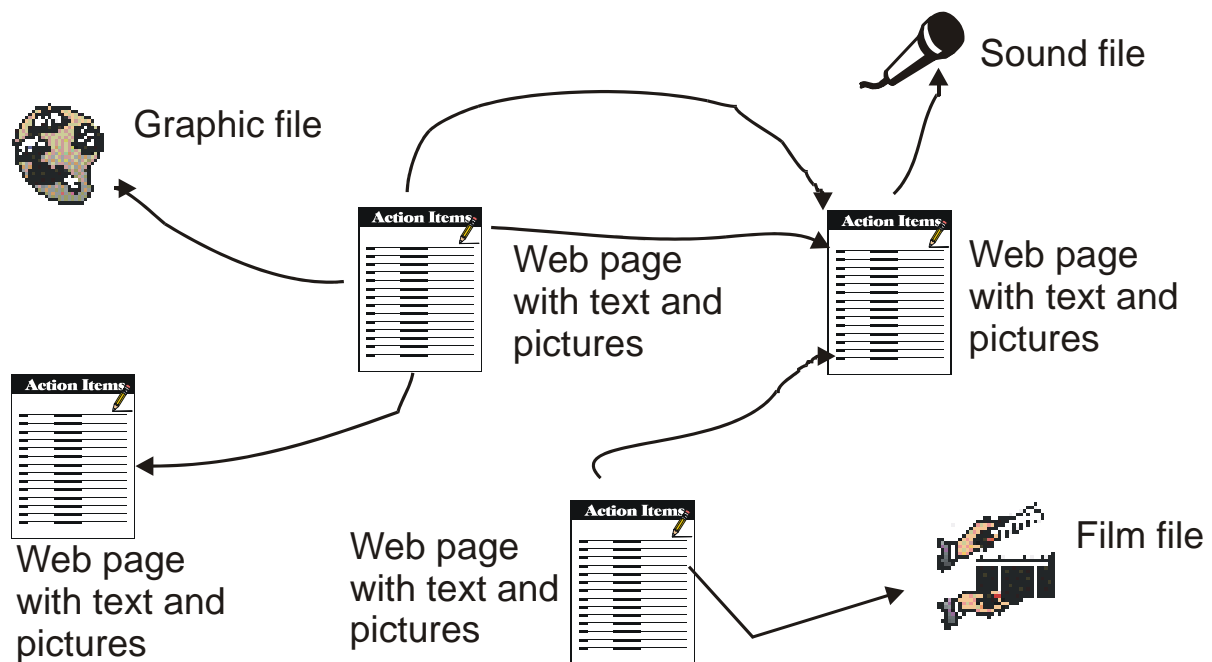 Sound file
Graphic file
Action Items
Web page
with text and
pictures
Action Items
Web page
with text and
pictures
Action Items
Web page
with text and
pictures
Action Items
Web page
with text and
pictures
Film file